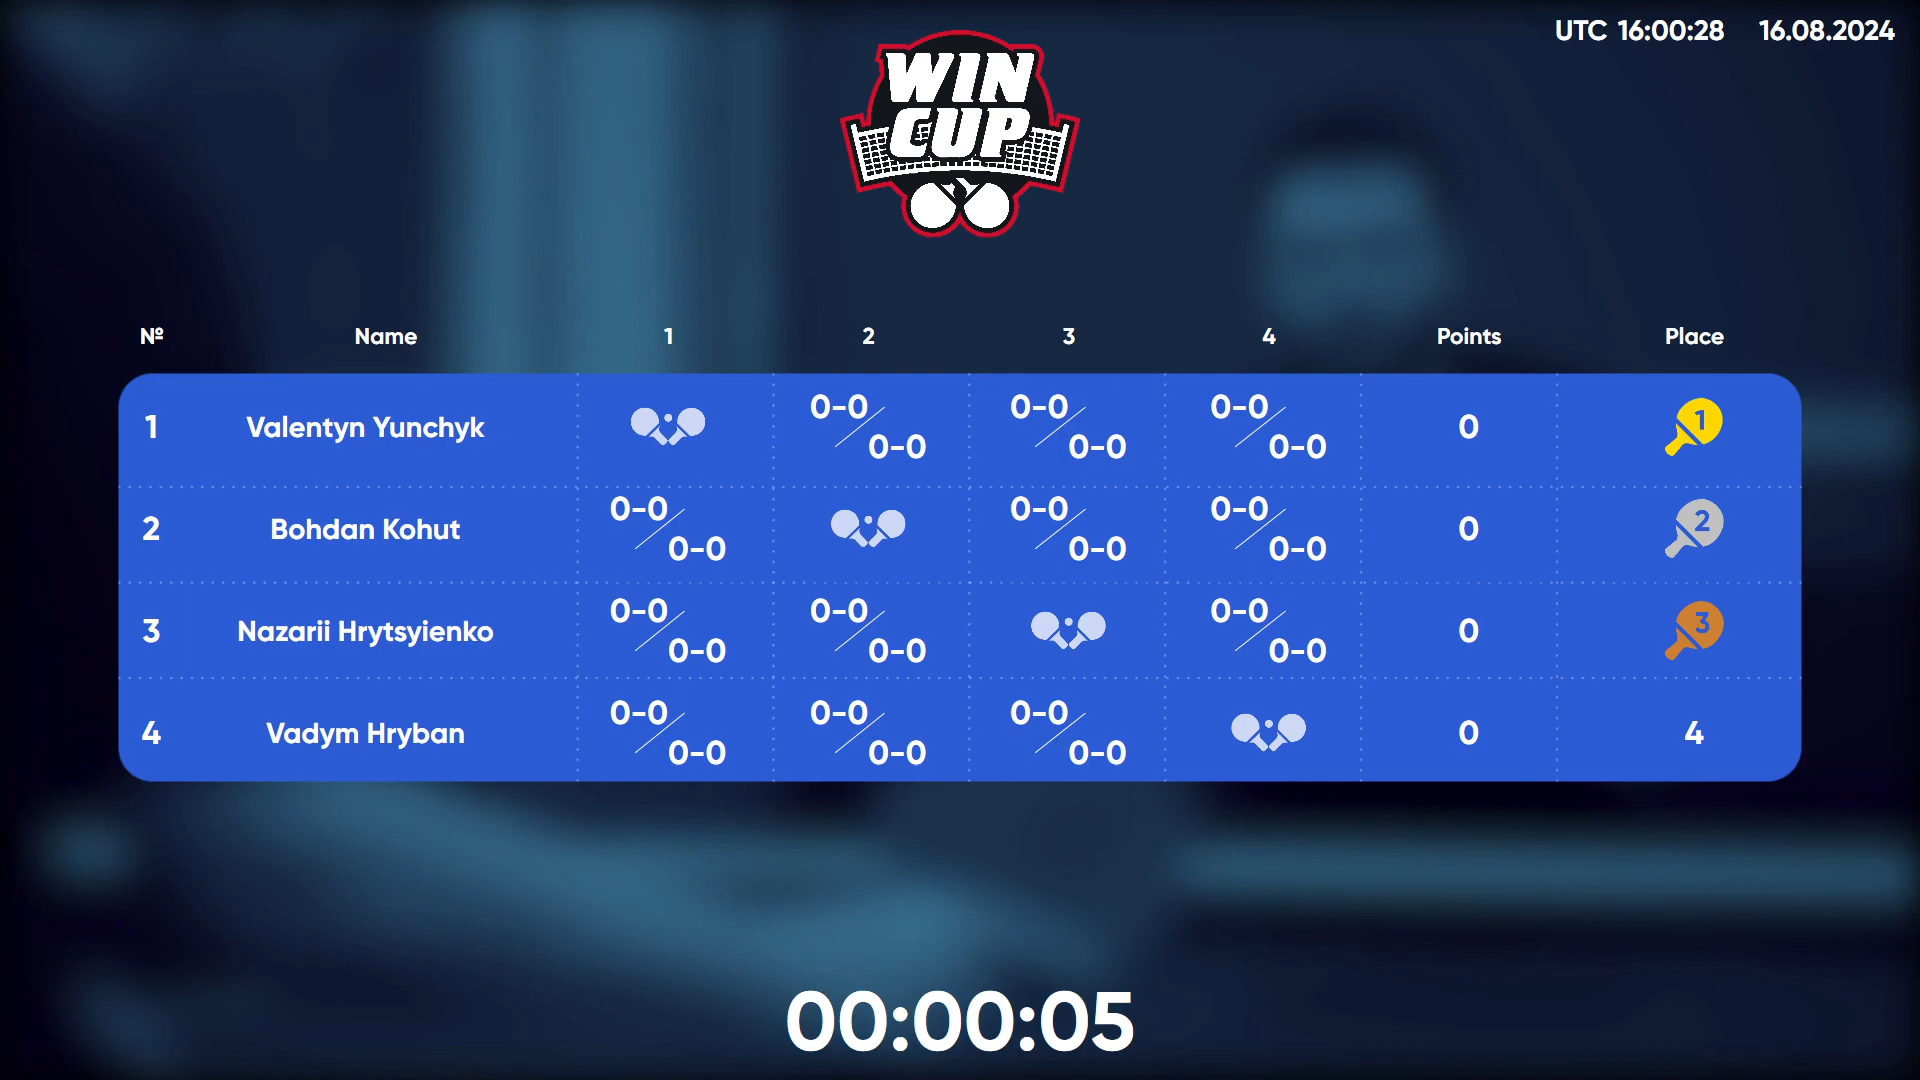 UTC 16:00:28 16.08.2024
WIN
CUP
№ Name 1 2 3 4 Points Place
1 Valentyn Yunchyk 0-0 0-0 0-0 0-0 0-0 0-0 0 1
2 Bohdan Kohut 0-0 0-0 0-0 0-0 0-0 0-0 0 2
3 Nazarii Hrytsyienko 0-0 0-0 0-0 0-0 0-0 0-0 0 3
4 Vadym Hryban 0-0 0-0 0-0 0-0 0-0 0-0 0 4
00:00:05